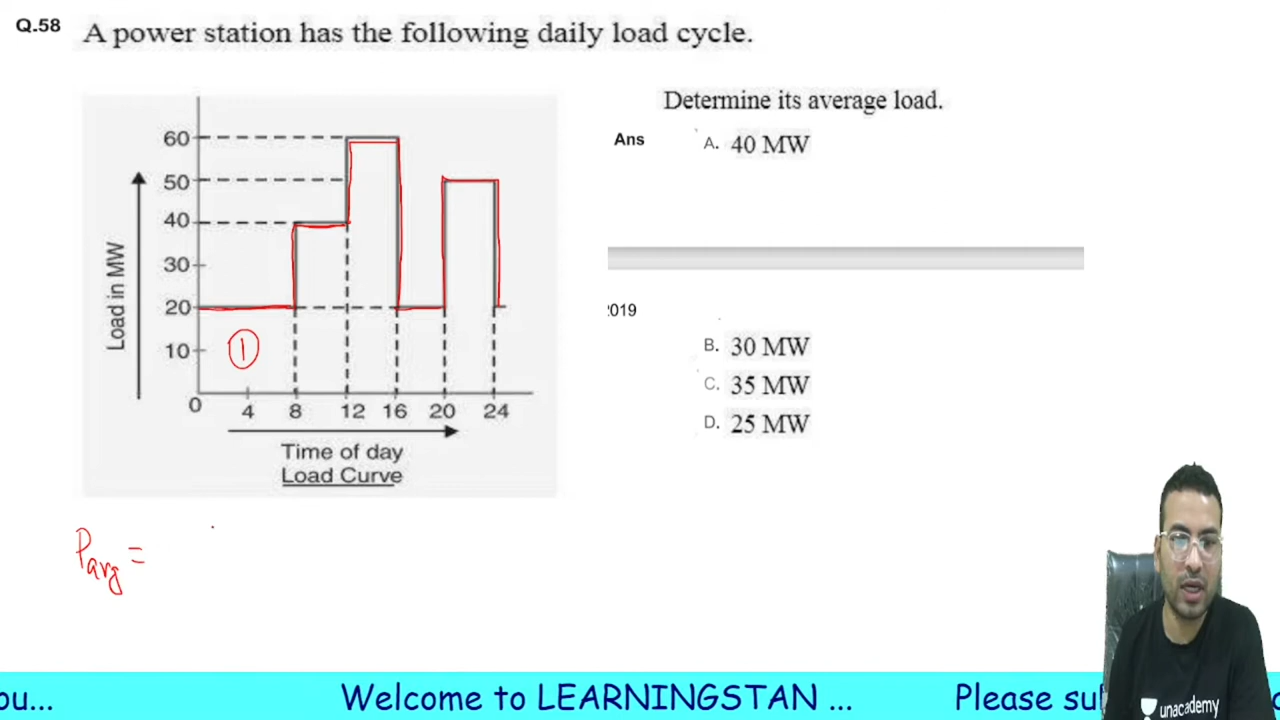 Q.58 A power station has the following daily load cycle.
Determine its average load.
Ans A. 40 MW
2019
B. 30 MW
C. 35 MW
D. 25 MW
Load in MW
60
50
40
30
20
10
0 4 8 12 16 20 24
1
Time of day
Load Curve
Pavg =
ou... Welcome to LEARNINGSTAN ... Please su
unacademy